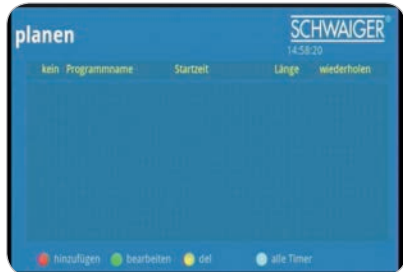 planen
SCHWAIGER®
14:58:20
kein Programmname Startzeit Länge wiederholen
hinzufügen bearbeiten del alle Timer